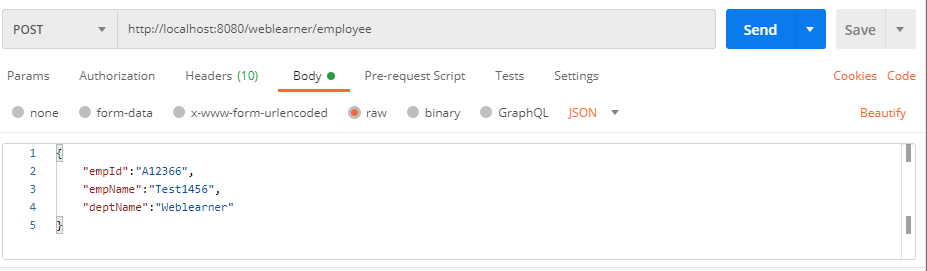 POST http://localhost:8080/weblearner/employee Send Save
Params Authorization Headers (10) Body Pre-request Script Tests Settings Cookies Code
none form-data x-www-form-urlencoded raw binary GraphQL JSON Beautify
1 {
2 "empId":"A12366",
3 "empName":"Test1456",
4 "deptName":"Weblearner"
5 }